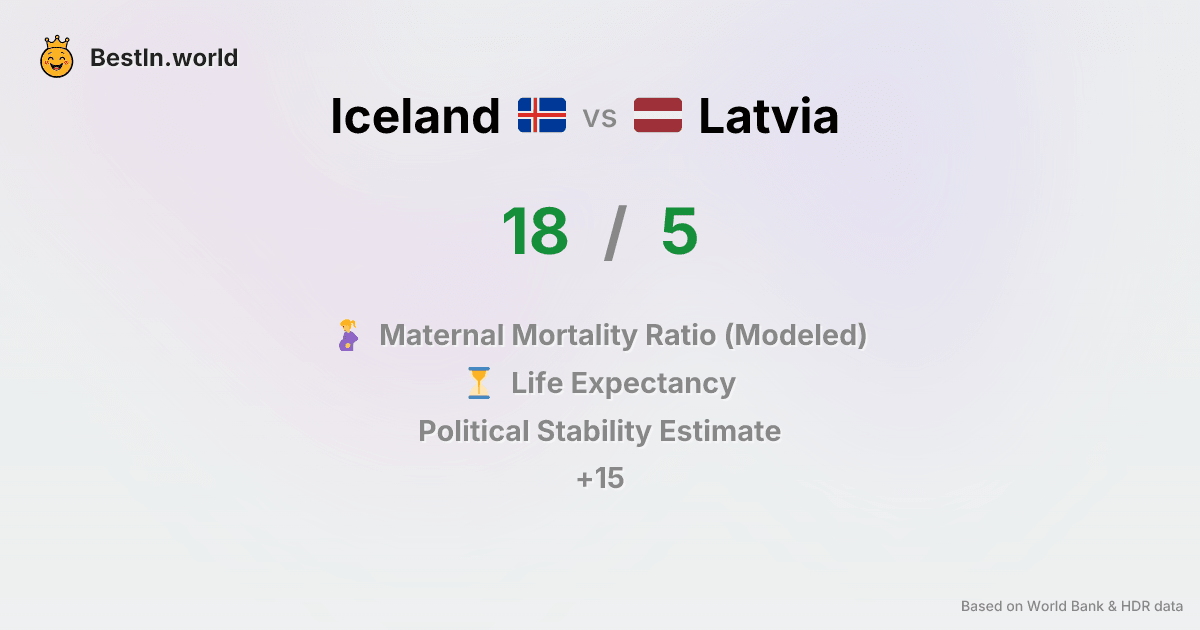 BestIn.world
Iceland vs Latvia
18 / 5
Maternal Mortality Ratio (Modeled)
Life Expectancy
Political Stability Estimate
+15
Based on World Bank & HDR data